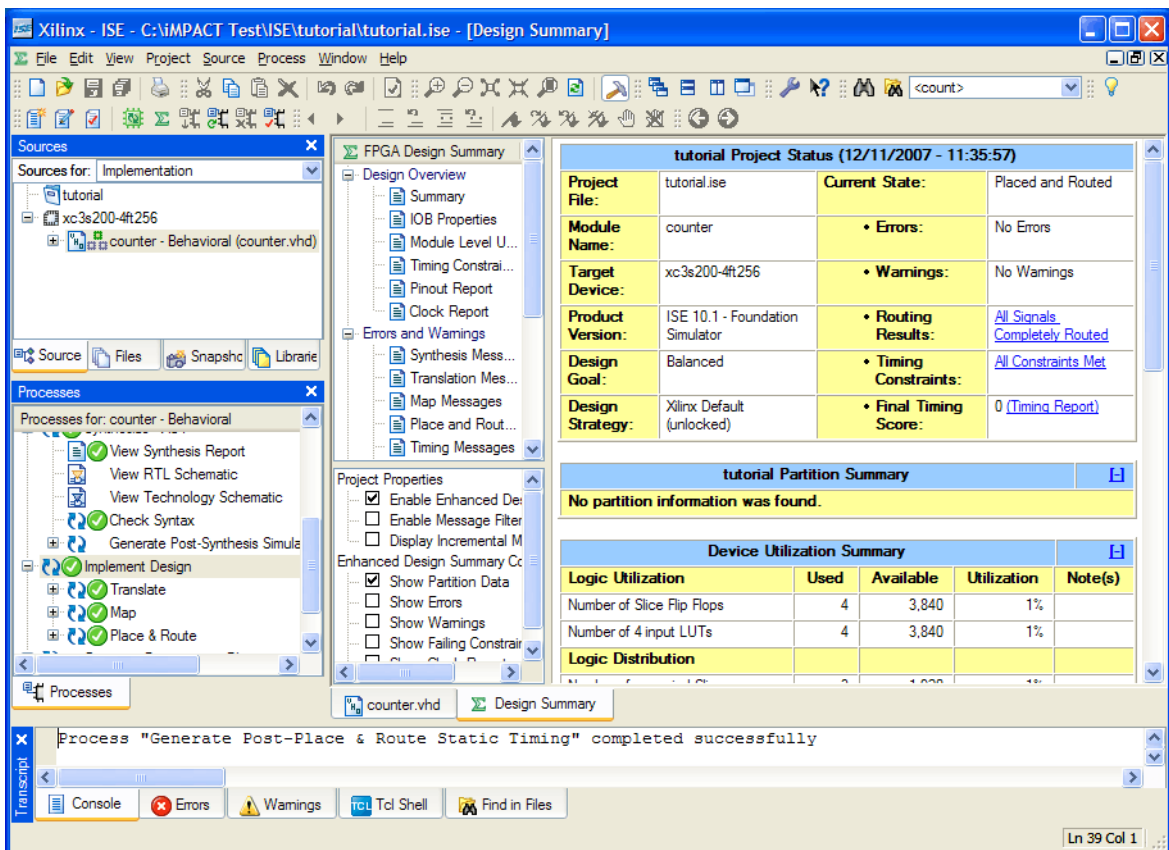 Xilinx - ISE - C:\iMPACT Test\ISE\tutorial\tutorial.ise - [Design Summary]
File Edit View Project Source Process Window Help
<count>
Sources
Sources for: Implementation
tutorial
xc3s200-4ft256
counter - Behavioral (counter.vhd)
Source Files Snapshc Librarie
Processes
Processes for: counter - Behavioral
View Synthesis Report
View RTL Schematic
View Technology Schematic
Check Syntax
Generate Post-Synthesis Simula
Implement Design
Translate
Map
Place & Route
Processes
FPGA Design Summary
Design Overview
Summary
IOB Properties
Module Level U...
Timing Constrai...
Pinout Report
Clock Report
Errors and Warnings
Synthesis Mess...
Translation Mes...
Map Messages
Place and Rout...
Timing Messages
Project Properties
Enable Enhanced De
Enable Message Filter
Display Incremental M
Enhanced Design Summary Cc
Show Partition Data
Show Errors
Show Warnings
Show Failing Constrair
counter.vhd Design Summary
tutorial Project Status (12/11/2007 - 11:35:57)
Project File: tutorial.ise Current State: Placed and Routed
Module Name: counter • Errors: No Errors
Target Device: xc3s200-4ft256 • Warnings: No Warnings
Product Version: ISE 10.1 - Foundation Simulator • Routing Results: All Signals Completely Routed
Design Goal: Balanced • Timing Constraints: All Constraints Met
Design Strategy: Xilinx Default (unlocked) • Final Timing Score: 0 (Timing Report)
tutorial Partition Summary [-]
No partition information was found.
Device Utilization Summary [-]
Logic Utilization Used Available Utilization Note(s)
Number of Slice Flip Flops 4 3,840 1%
Number of 4 input LUTs 4 3,840 1%
Logic Distribution
Transcript
Process "Generate Post-Place & Route Static Timing" completed successfully
Console Errors Warnings TCL Tcl Shell Find in Files
Ln 39 Col 1